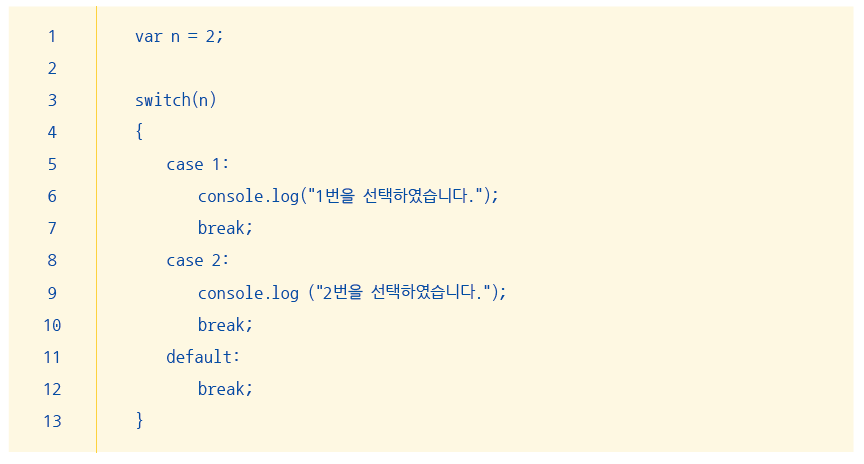 1 var n = 2;
2
3 switch(n)
4 {
5 case 1:
6 console.log("1번을 선택하였습니다.");
7 break;
8 case 2:
9 console.log ("2번을 선택하였습니다.");
10 break;
11 default:
12 break;
13 }